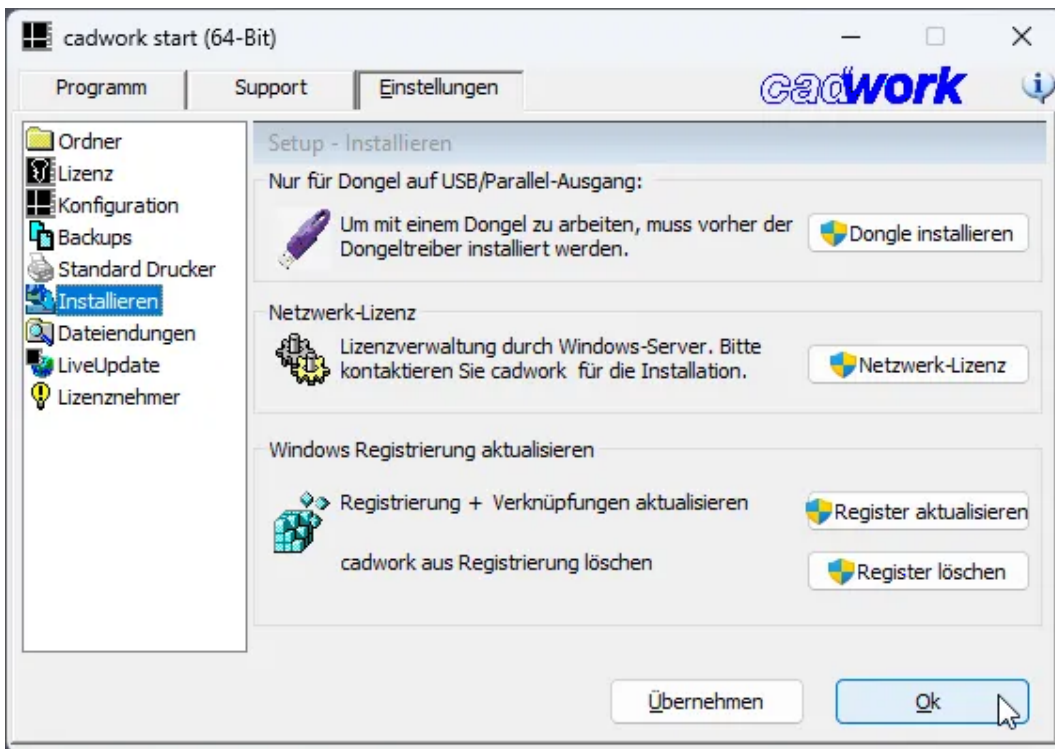 cadwork start (64-Bit)
Programm
Support
Einstellungen
cadwork
Ordner
Lizenz
Konfiguration
Backups
Standard Drucker
Installieren
Dateiendungen
LiveUpdate
Lizenznehmer
Setup - Installieren
Nur für Dongel auf USB/Parallel-Ausgang:
Um mit einem Dongel zu arbeiten, muss vorher der
Dongeltreiber installiert werden.
Dongle installieren
Netzwerk-Lizenz
Lizenzverwaltung durch Windows-Server. Bitte
kontaktieren Sie cadwork für die Installation.
Netzwerk-Lizenz
Windows Registrierung aktualisieren
Registrierung + Verknüpfungen aktualisieren
Register aktualisieren
cadwork aus Registrierung löschen
Register löschen
Übernehmen
Ok